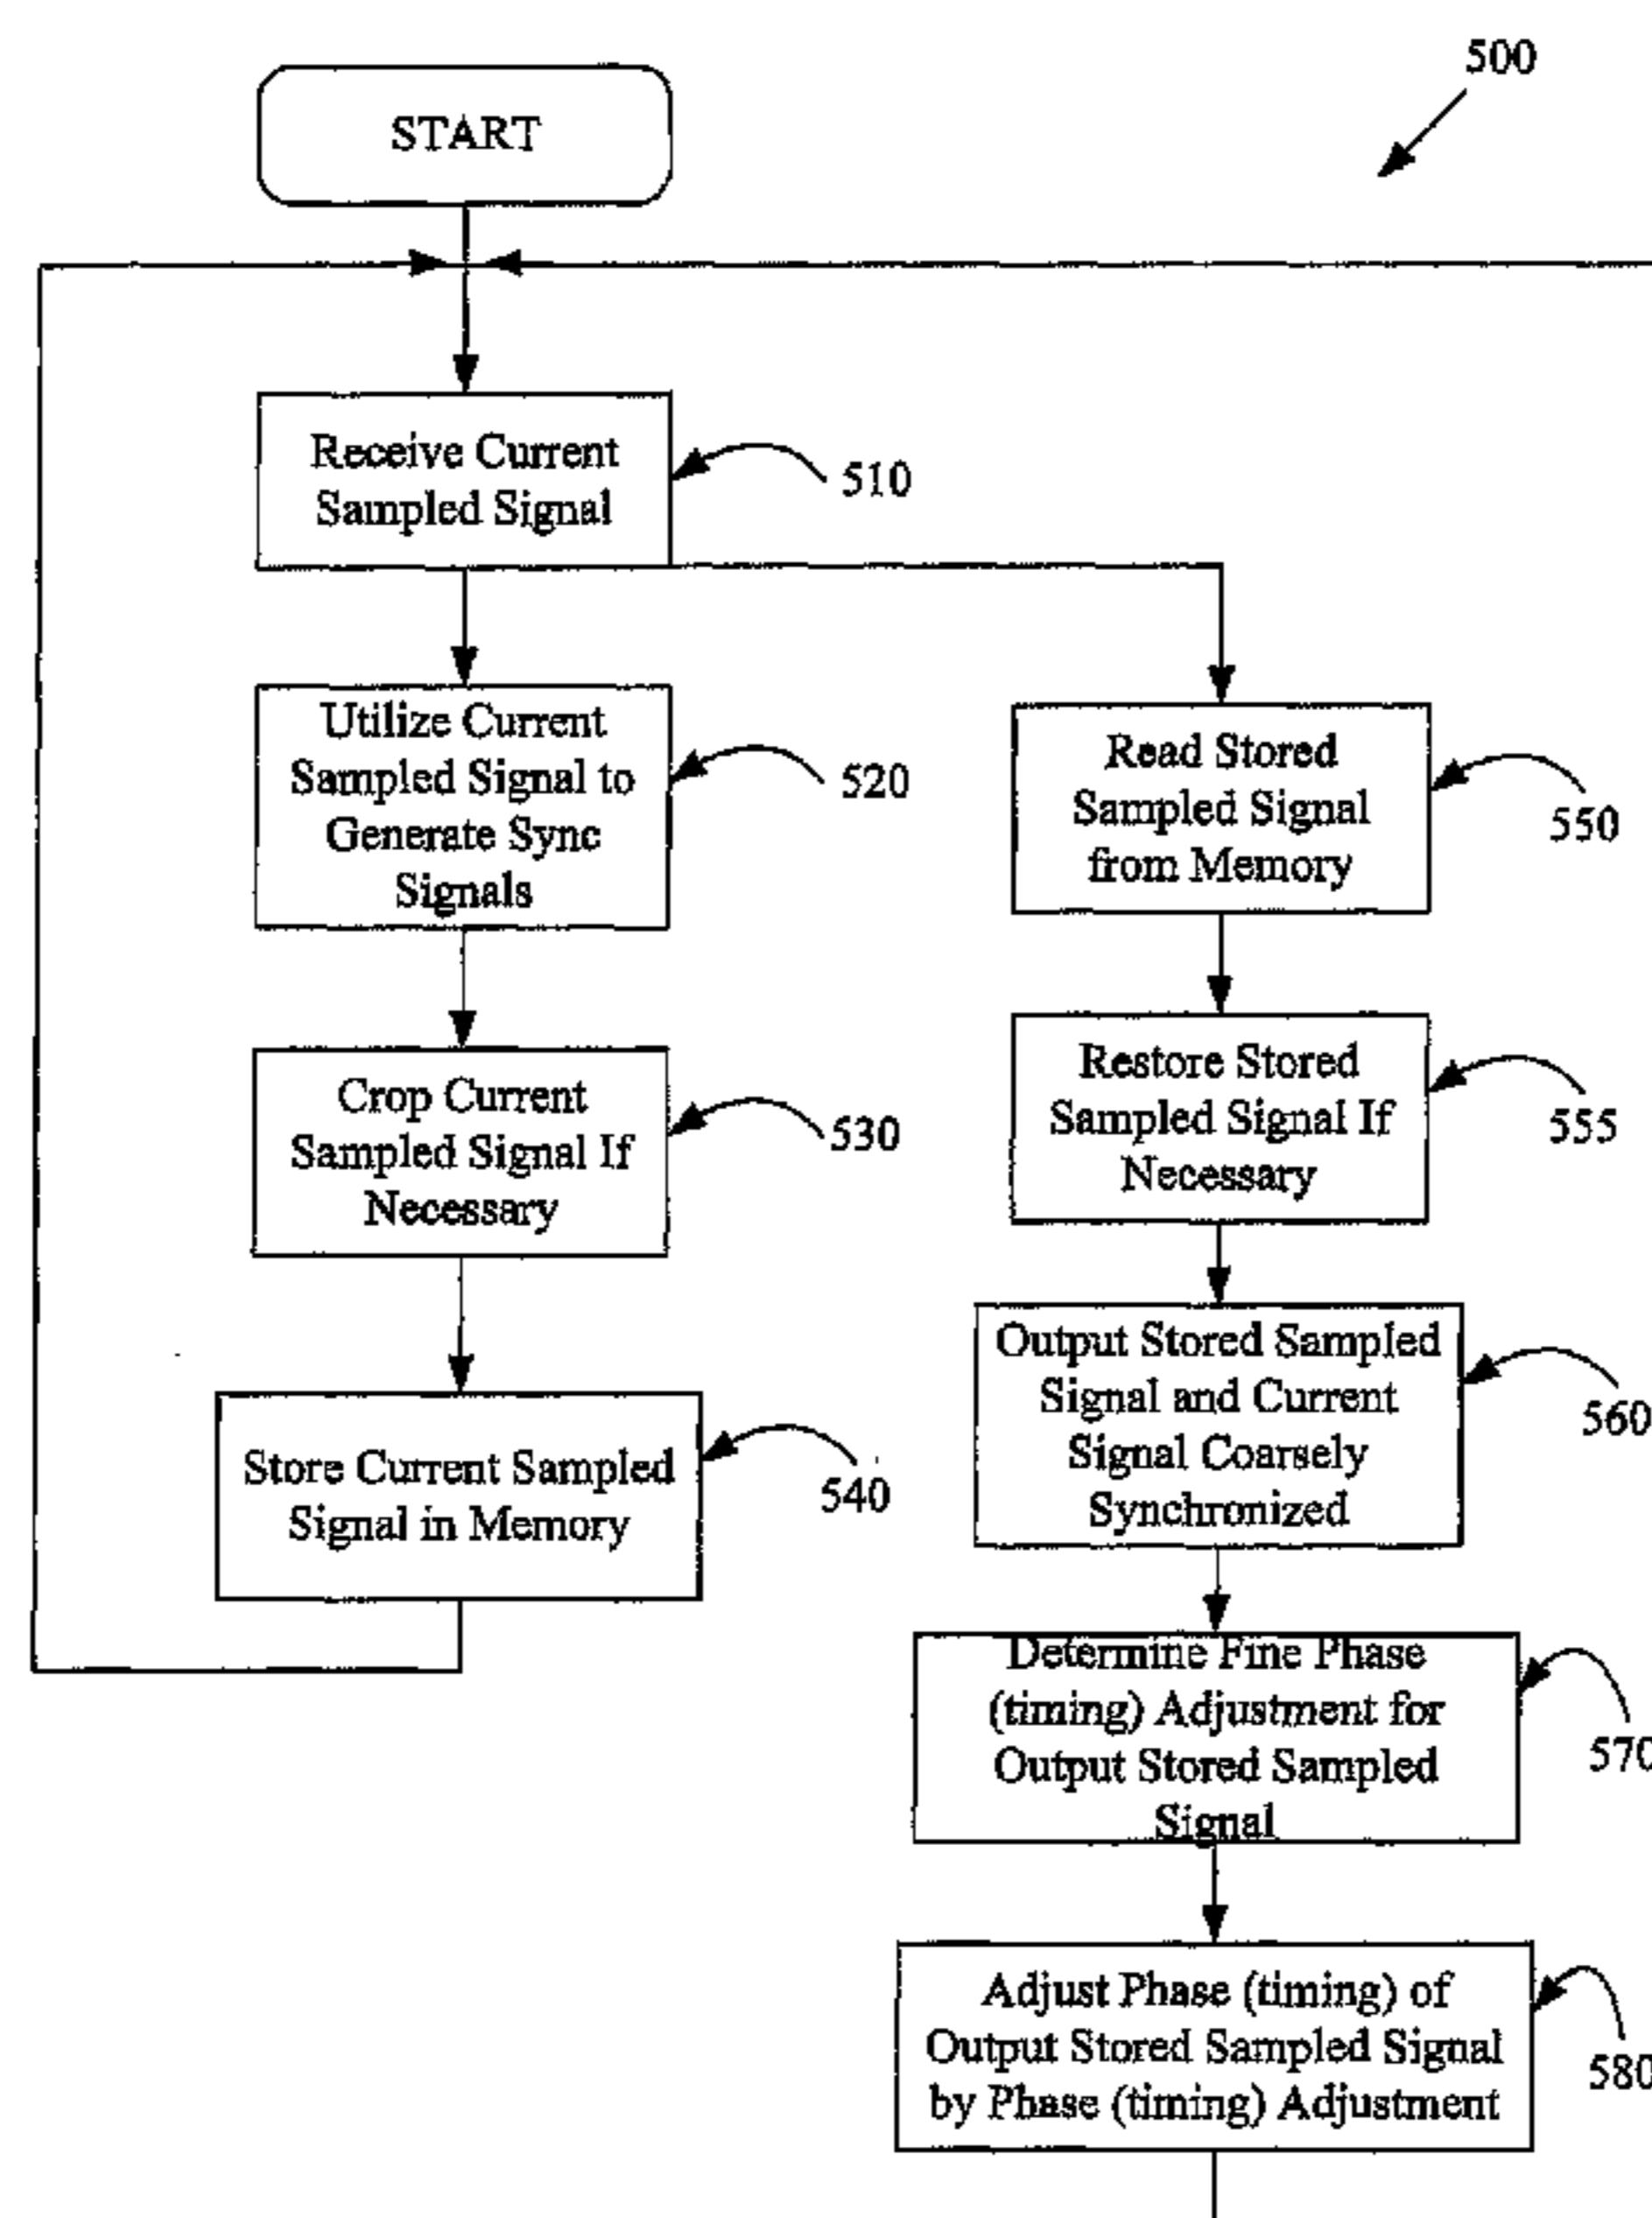 500
START
Receive Current
Sampled Signal
510
Utilize Current
Sampled Signal to
Generate Sync
Signals
520
Read Stored
Sampled Signal
from Memory
550
Crop Current
Sampled Signal If
Necessary
530
Restore Stored
Sampled Signal If
Necessary
555
Store Current Sampled
Signal in Memory
540
Output Stored Sampled
Signal and Current
Signal Coarsely
Synchronized
560
Determine Fine Phase
(timing) Adjustment for
Output Stored Sampled
Signal
570
Adjust Phase (timing) of
Output Stored Sampled Signal
by Phase (timing) Adjustment
580